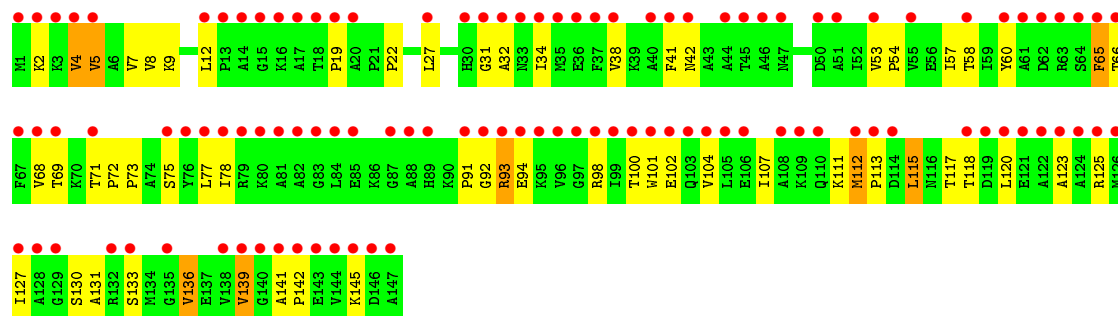 M1 K2 K3 V4 V5 A6 V7 V8 K9 L12 P13 A14 G15 K16 A17 T18 P19 A20 P21 P22 L27 H30 G31 A32 N33 I34 M35 E36 F37 V38 K39 A40 F41 N42 A43 A44 T45 A46 N47 D50 A51 I52 V53 P54 V55 E56 I57 T58 I59 Y60 A61 D62 R63 S64 F65 T66
F67 V68 T69 K70 T71 P72 P73 A74 S75 Y76 L77 I78 R79 K80 A81 A82 G83 L84 E85 K86 G87 A88 H89 K90 P91 G92 R93 E94 K95 V96 G97 R98 I99 T100 W101 E102 Q103 V104 L105 E106 I107 A108 K109 Q110 K111 M112 P113 D114 L115 N116 T117 T118 D119 L120 E121 A122 A123 A124 R125 M126
I127 A128 G129 S130 A131 R132 S133 M134 G135 V136 E137 V138 V139 G140 A141 P142 E143 V144 K145 D146 A147